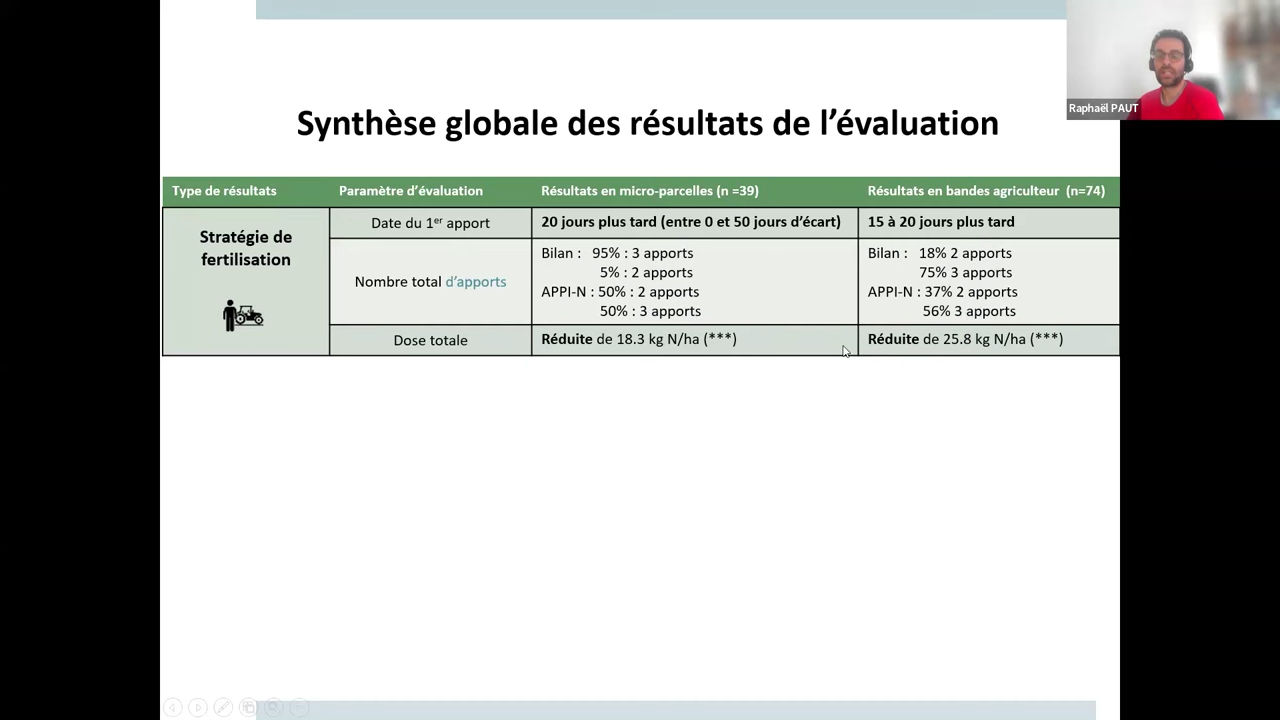 Raphaël PAUT
Synthèse globale des résultats de l’évaluation
Type de résultats
Paramètre d’évaluation
Résultats en micro-parcelles (n =39)
Résultats en bandes agriculteur (n=74)
Stratégie de
fertilisation
Date du 1er apport
20 jours plus tard (entre 0 et 50 jours d’écart)
15 à 20 jours plus tard
Nombre total d’apports
Bilan : 95% : 3 apports
5% : 2 apports
APPI-N : 50% : 2 apports
50% : 3 apports
Bilan : 18% 2 apports
75% 3 apports
APPI-N : 37% 2 apports
56% 3 apports
Dose totale
Réduite de 18.3 kg N/ha (***)
Réduite de 25.8 kg N/ha (***)